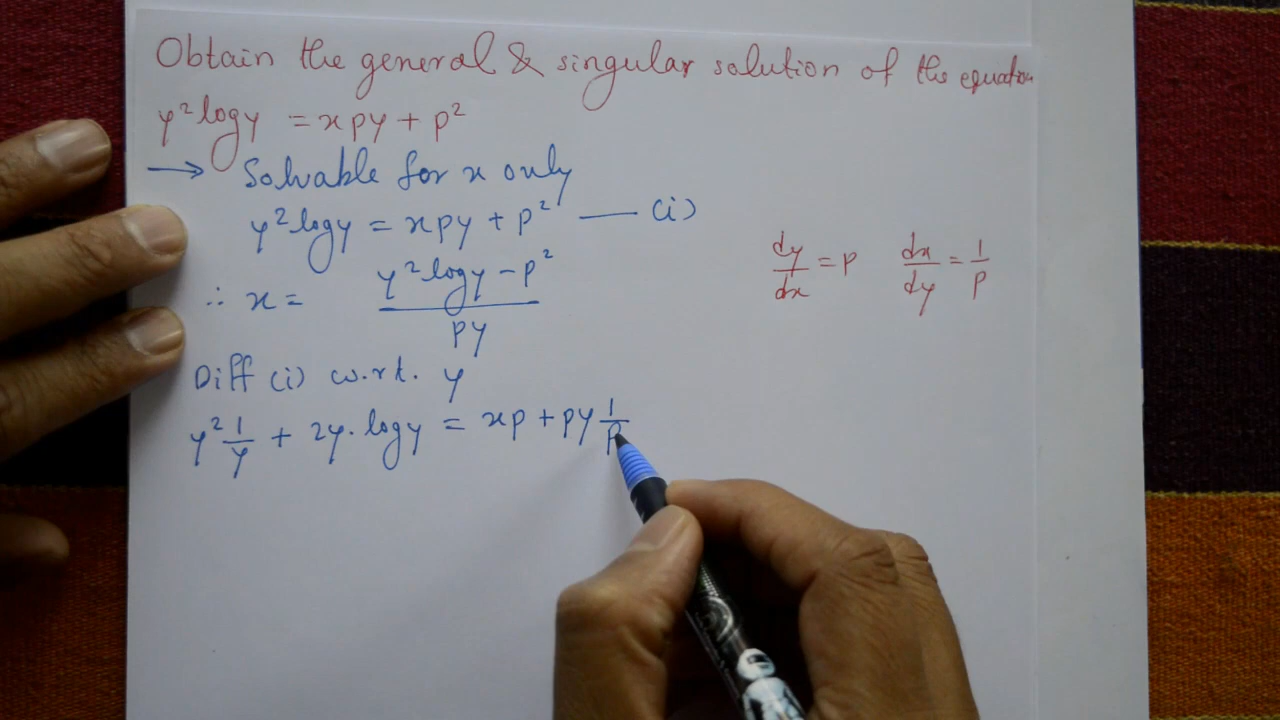 Obtain the general & singular solution of the equation
y² log y = xpy + p²
→ Solvable for x only
y² log y = xpy + p² — (i)
∴ x = (y² log y - p²) / py
dy/dx = p   dx/dy = 1/p
Diff (i) w.r.t. y
y² 1/y + 2y · log y = xp + py 1/p